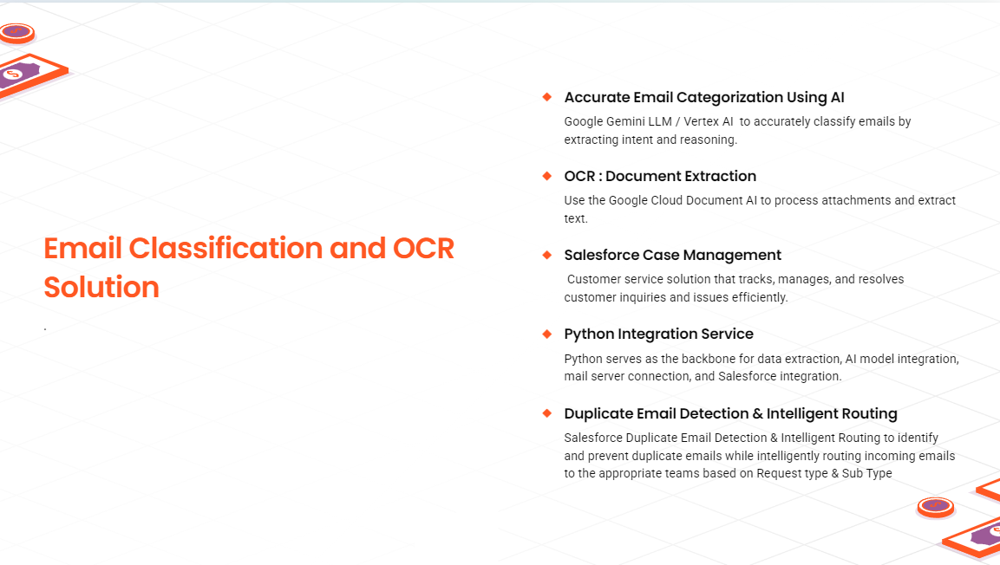 Email Classification and OCR
Solution
.
Accurate Email Categorization Using AI
Google Gemini LLM / Vertex AI  to accurately classify emails by
extracting intent and reasoning.
OCR : Document Extraction
Use the Google Cloud Document AI to process attachments and extract
text.
Salesforce Case Management
Customer service solution that tracks, manages, and resolves
customer inquiries and issues efficiently.
Python Integration Service
Python serves as the backbone for data extraction, AI model integration,
mail server connection, and Salesforce integration.
Duplicate Email Detection & Intelligent Routing
Salesforce Duplicate Email Detection & Intelligent Routing to identify
and prevent duplicate emails while intelligently routing incoming emails
to the appropriate teams based on Request type & Sub Type